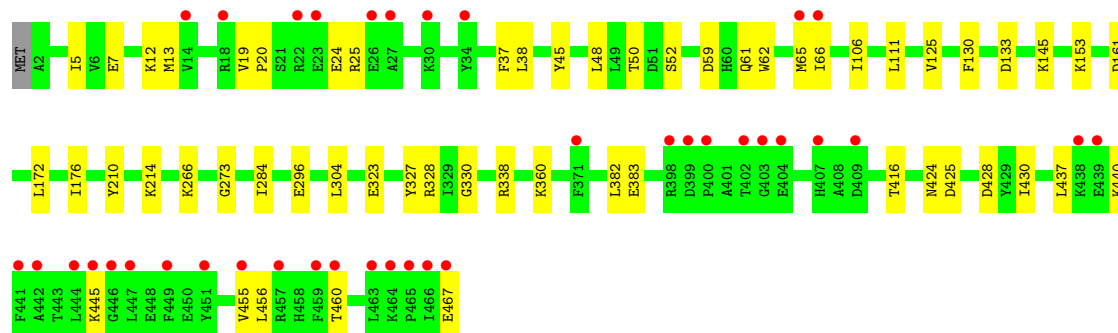 MET A2 I5 V6 E7 K12 M13 V14 R18 V19 P20 S21 R22 E23 E24 R25 E26 A27 K30 Y34 F37 L38 Y45 L48 L49 T50 D51 S52 D59 H60 Q61 W62 M65 I66 I106 L111 V125 F130 D133 K145 K153 D161
L172 I176 Y210 K214 K266 G273 I284 E296 L304 E323 Y327 R328 I329 G330 R338 K360 F371 L382 E383 R398 D399 P400 A401 T402 G403 E404 H407 A408 D409 T416 N424 D425 D428 Y429 I430 L437 K438 E439 K440
F441 A442 T443 L444 K445 G446 L447 E448 F449 E450 Y451 V455 L456 R457 H458 F459 T460 L463 K464 P465 I466 E467